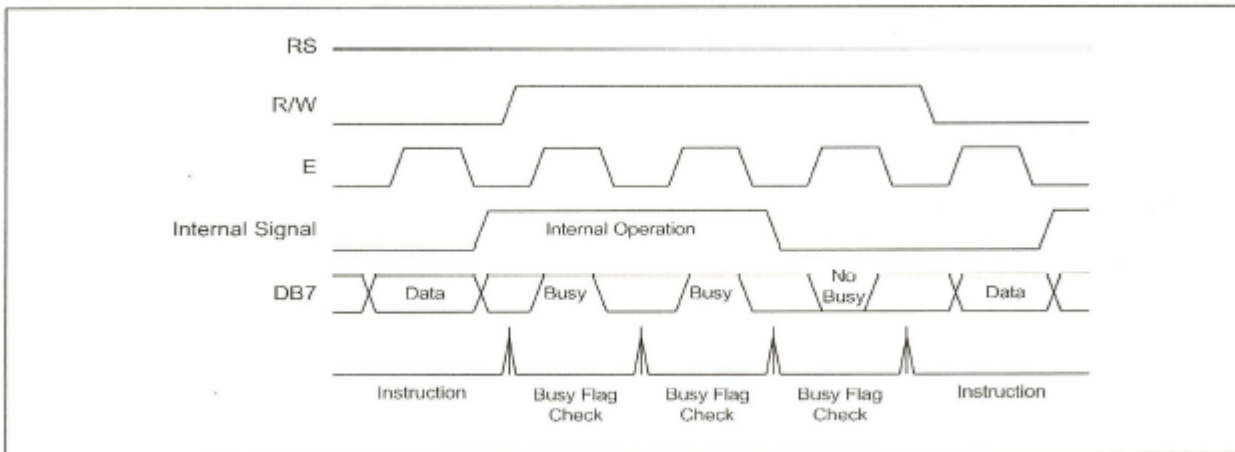 RS
R/W
E
Internal Signal
Internal Operation
DB7
Data
Busy
Busy
No
Busy
Data
Instruction
Busy Flag
Check
Busy Flag
Check
Busy Flag
Check
Instruction